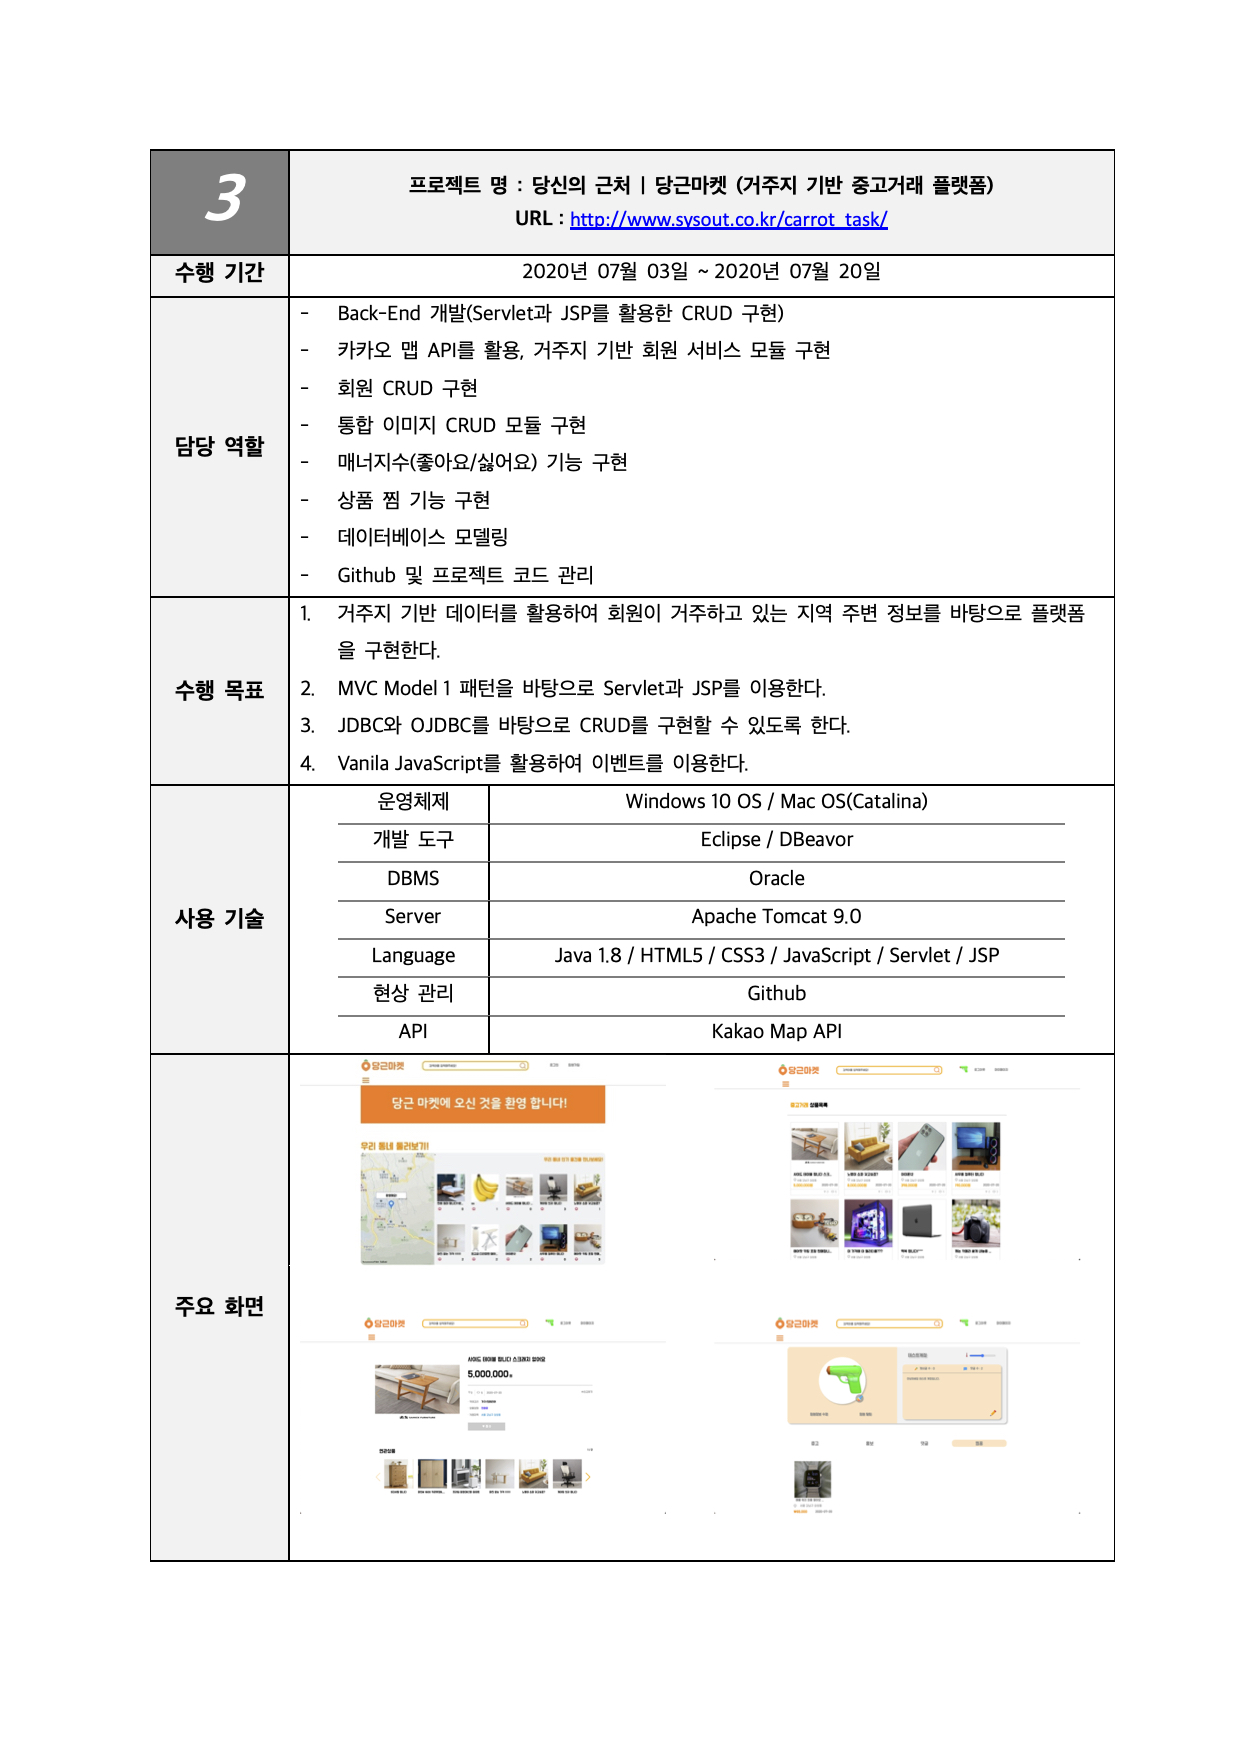 3
프로젝트 명 : 당신의 근처 | 당근마켓 (거주지 기반 중고거래 플랫폼)
URL : http://www.sysout.co.kr/carrot_task/
수행 기간
2020년 07월 03일 ~ 2020년 07월 20일
담당 역할
- Back-End 개발(Servlet과 JSP를 활용한 CRUD 구현)
- 카카오 맵 API를 활용, 거주지 기반 회원 서비스 모듈 구현
- 회원 CRUD 구현
- 통합 이미지 CRUD 모듈 구현
- 매너지수(좋아요/싫어요) 기능 구현
- 상품 찜 기능 구현
- 데이터베이스 모델링
- Github 및 프로젝트 코드 관리
수행 목표
1. 거주지 기반 데이터를 활용하여 회원이 거주하고 있는 지역 주변 정보를 바탕으로 플랫폼
을 구현한다.
2. MVC Model 1 패턴을 바탕으로 Servlet과 JSP를 이용한다.
3. JDBC와 OJDBC를 바탕으로 CRUD를 구현할 수 있도록 한다.
4. Vanila JavaScript를 활용하여 이벤트를 이용한다.
사용 기술
운영체제 Windows 10 OS / Mac OS(Catalina)
개발 도구 Eclipse / DBeavor
DBMS Oracle
Server Apache Tomcat 9.0
Language Java 1.8 / HTML5 / CSS3 / JavaScript / Servlet / JSP
현상 관리 Github
API Kakao Map API
주요 화면
당근마켓
당근 마켓에 오신 것을 환영 합니다!
우리 동네 둘러보기!
당근마켓
중고거래 상품목록
당근마켓
사이드 테이블 팝니다 스크래치 없어요
5,000,000
연관상품
당근마켓